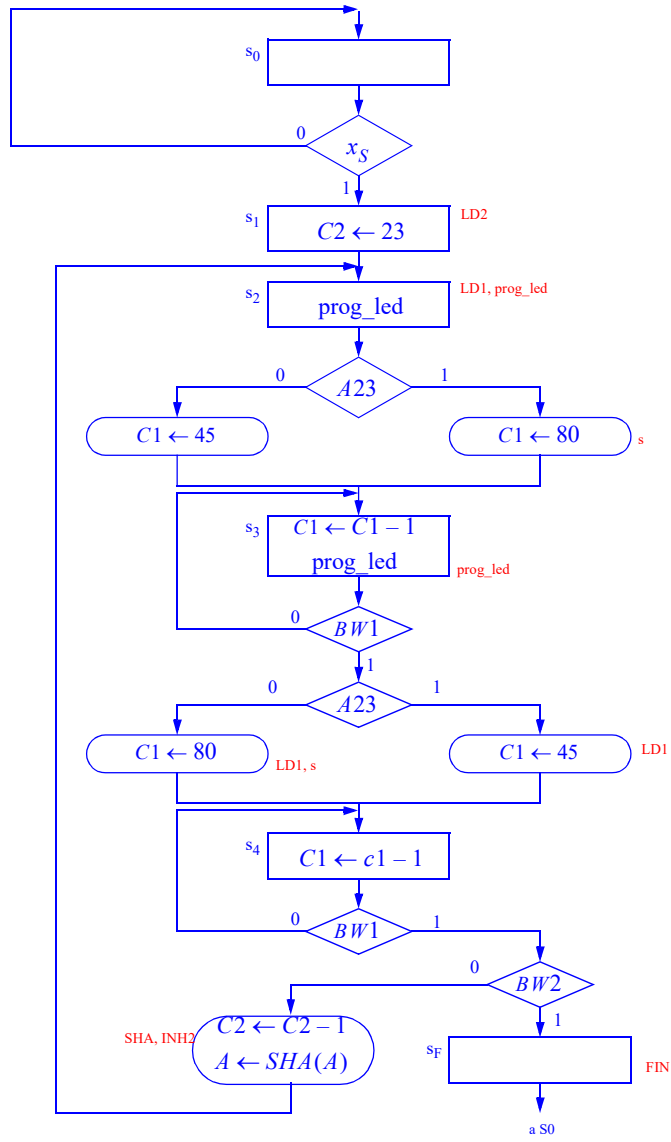 s0
0
xS
1
s1
C2 ← 23
LD2
s2
prog_led
LD1, prog_led
0
A23
1
C1 ← 45
C1 ← 80
s
s3
C1 ← C1 – 1
prog_led
prog_led
0
BW1
1
0
A23
1
C1 ← 80
LD1, s
C1 ← 45
LD1
s4
C1 ← c1 – 1
0
BW1
1
0
BW2
1
SHA, INH2
C2 ← C2 – 1
A ← SHA(A)
sF
FIN
a S0